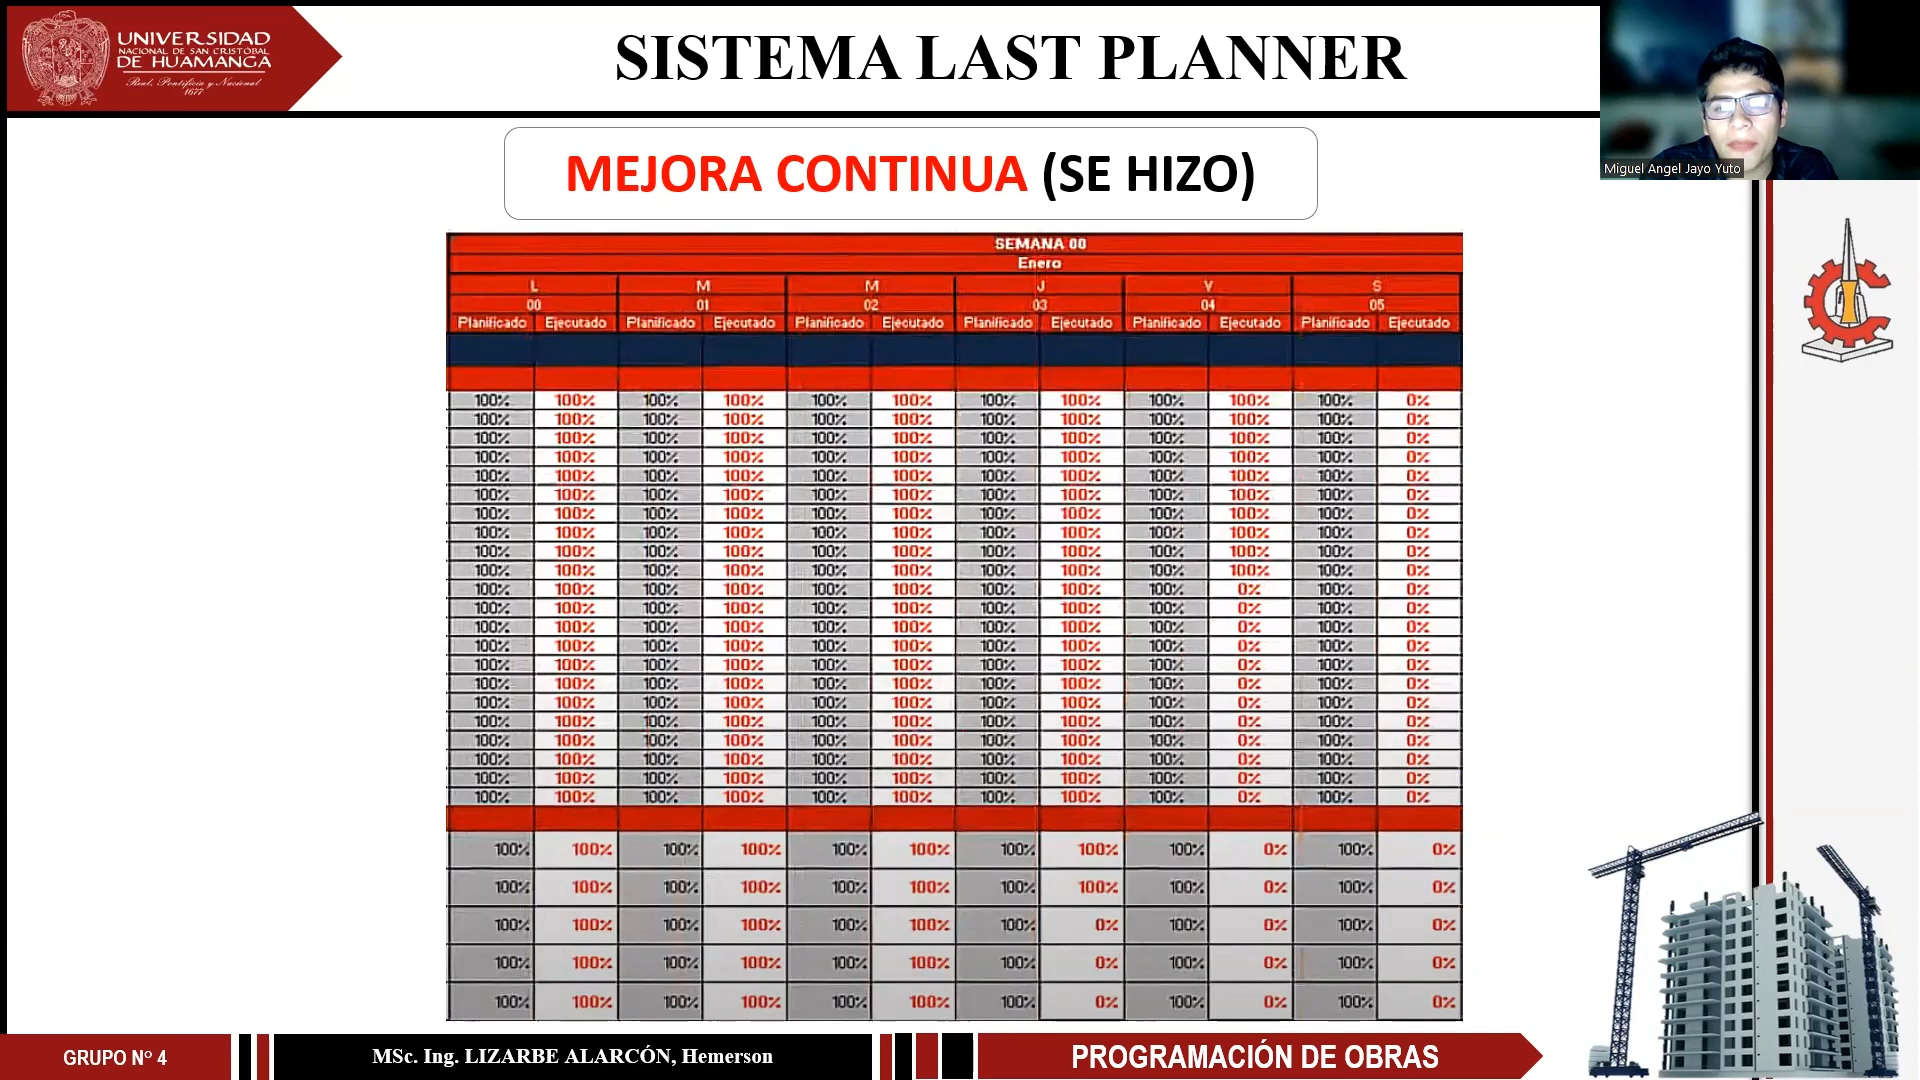 UNIVERSIDAD
NACIONAL DE SAN CRISTÓBAL
DE HUAMANGA
Real, Pontificia y Nacional
1677
SISTEMA LAST PLANNER
Miguel Angel Jayo Yuto
MEJORA CONTINUA (SE HIZO)
SEMANA 00
Enero
L M M J V S
00 01 02 03 04 05
Planificado Ejecutado Planificado Ejecutado Planificado Ejecutado Planificado Ejecutado Planificado Ejecutado Planificado Ejecutado
100% 100% 100% 100% 100% 100% 100% 100% 100% 100% 100% 0%
100% 100% 100% 100% 100% 100% 100% 100% 100% 100% 100% 0%
100% 100% 100% 100% 100% 100% 100% 100% 100% 100% 100% 0%
100% 100% 100% 100% 100% 100% 100% 100% 100% 100% 100% 0%
100% 100% 100% 100% 100% 100% 100% 100% 100% 100% 100% 0%
100% 100% 100% 100% 100% 100% 100% 100% 100% 100% 100% 0%
100% 100% 100% 100% 100% 100% 100% 100% 100% 100% 100% 0%
100% 100% 100% 100% 100% 100% 100% 100% 100% 100% 100% 0%
100% 100% 100% 100% 100% 100% 100% 100% 100% 100% 100% 0%
100% 100% 100% 100% 100% 100% 100% 100% 100% 100% 100% 0%
100% 100% 100% 100% 100% 100% 100% 100% 100% 0% 100% 0%
100% 100% 100% 100% 100% 100% 100% 100% 100% 0% 100% 0%
100% 100% 100% 100% 100% 100% 100% 100% 100% 0% 100% 0%
100% 100% 100% 100% 100% 100% 100% 100% 100% 0% 100% 0%
100% 100% 100% 100% 100% 100% 100% 100% 100% 0% 100% 0%
100% 100% 100% 100% 100% 100% 100% 100% 100% 0% 100% 0%
100% 100% 100% 100% 100% 100% 100% 100% 100% 0% 100% 0%
100% 100% 100% 100% 100% 100% 100% 100% 100% 0% 100% 0%
100% 100% 100% 100% 100% 100% 100% 100% 100% 0% 100% 0%
100% 100% 100% 100% 100% 100% 100% 100% 100% 0% 100% 0%
100% 100% 100% 100% 100% 100% 100% 100% 100% 0% 100% 0%
100% 100% 100% 100% 100% 100% 100% 100% 100% 0% 100% 0%
100% 100% 100% 100% 100% 100% 100% 100% 100% 0% 100% 0%
100% 100% 100% 100% 100% 100% 100% 100% 100% 0% 100% 0%
100% 100% 100% 100% 100% 100% 100% 0% 100% 0% 100% 0%
100% 100% 100% 100% 100% 100% 100% 0% 100% 0% 100% 0%
100% 100% 100% 100% 100% 100% 100% 0% 100% 0% 100% 0%
GRUPO N° 4
MSc. Ing. LIZARBE ALARCÓN, Hemerson
PROGRAMACIÓN DE OBRAS